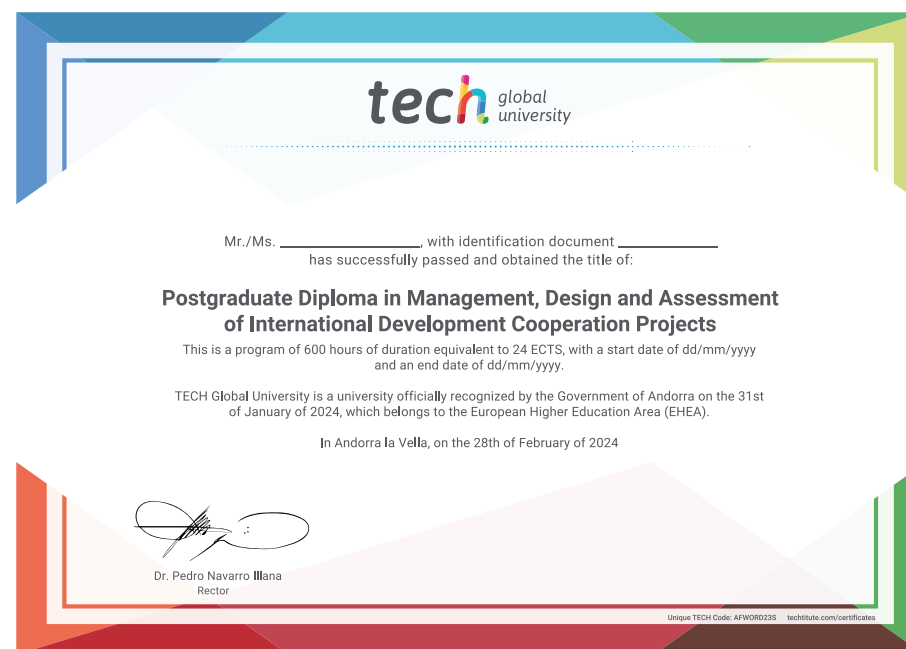 tech global university
Mr./Ms. ____________________, with identification document ______________
has successfully passed and obtained the title of:
Postgraduate Diploma in Management, Design and Assessment
of International Development Cooperation Projects
This is a program of 600 hours of duration equivalent to 24 ECTS, with a start date of dd/mm/yyyy
and an end date of dd/mm/yyyy.
TECH Global University is a university officially recognized by the Government of Andorra on the 31st
of January of 2024, which belongs to the European Higher Education Area (EHEA).
In Andorra la Vella, on the 28th of February of 2024
Dr. Pedro Navarro Illana
Rector
Unique TECH Code: AFWORD23S techtitute.com/certificates